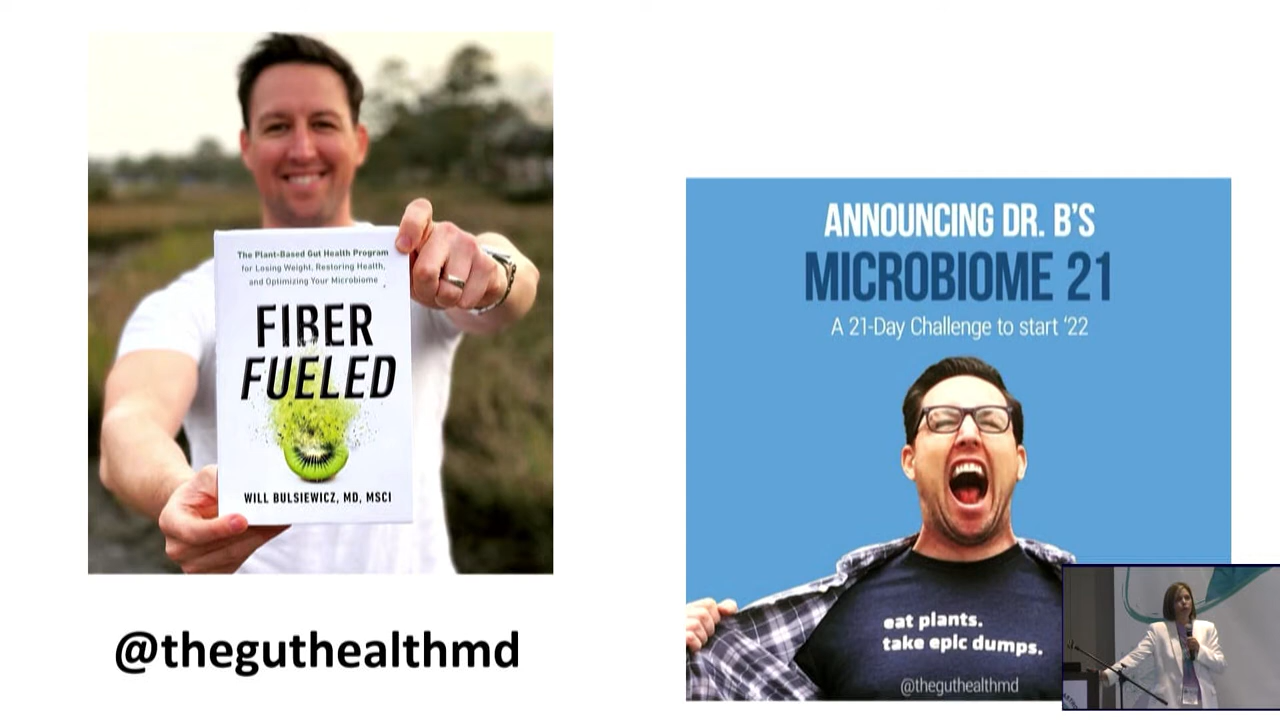 The Plant-Based Gut Health Program
for Losing Weight, Restoring Health,
and Optimizing Your Microbiome
FIBER
FUELED
WILL BULSIEWICZ, MD, MSCI
@theguthealthmd
ANNOUNCING DR. B'S
MICROBIOME 21
A 21-Day Challenge to start '22
eat plants.
take epic dumps.
@theguthealthmd